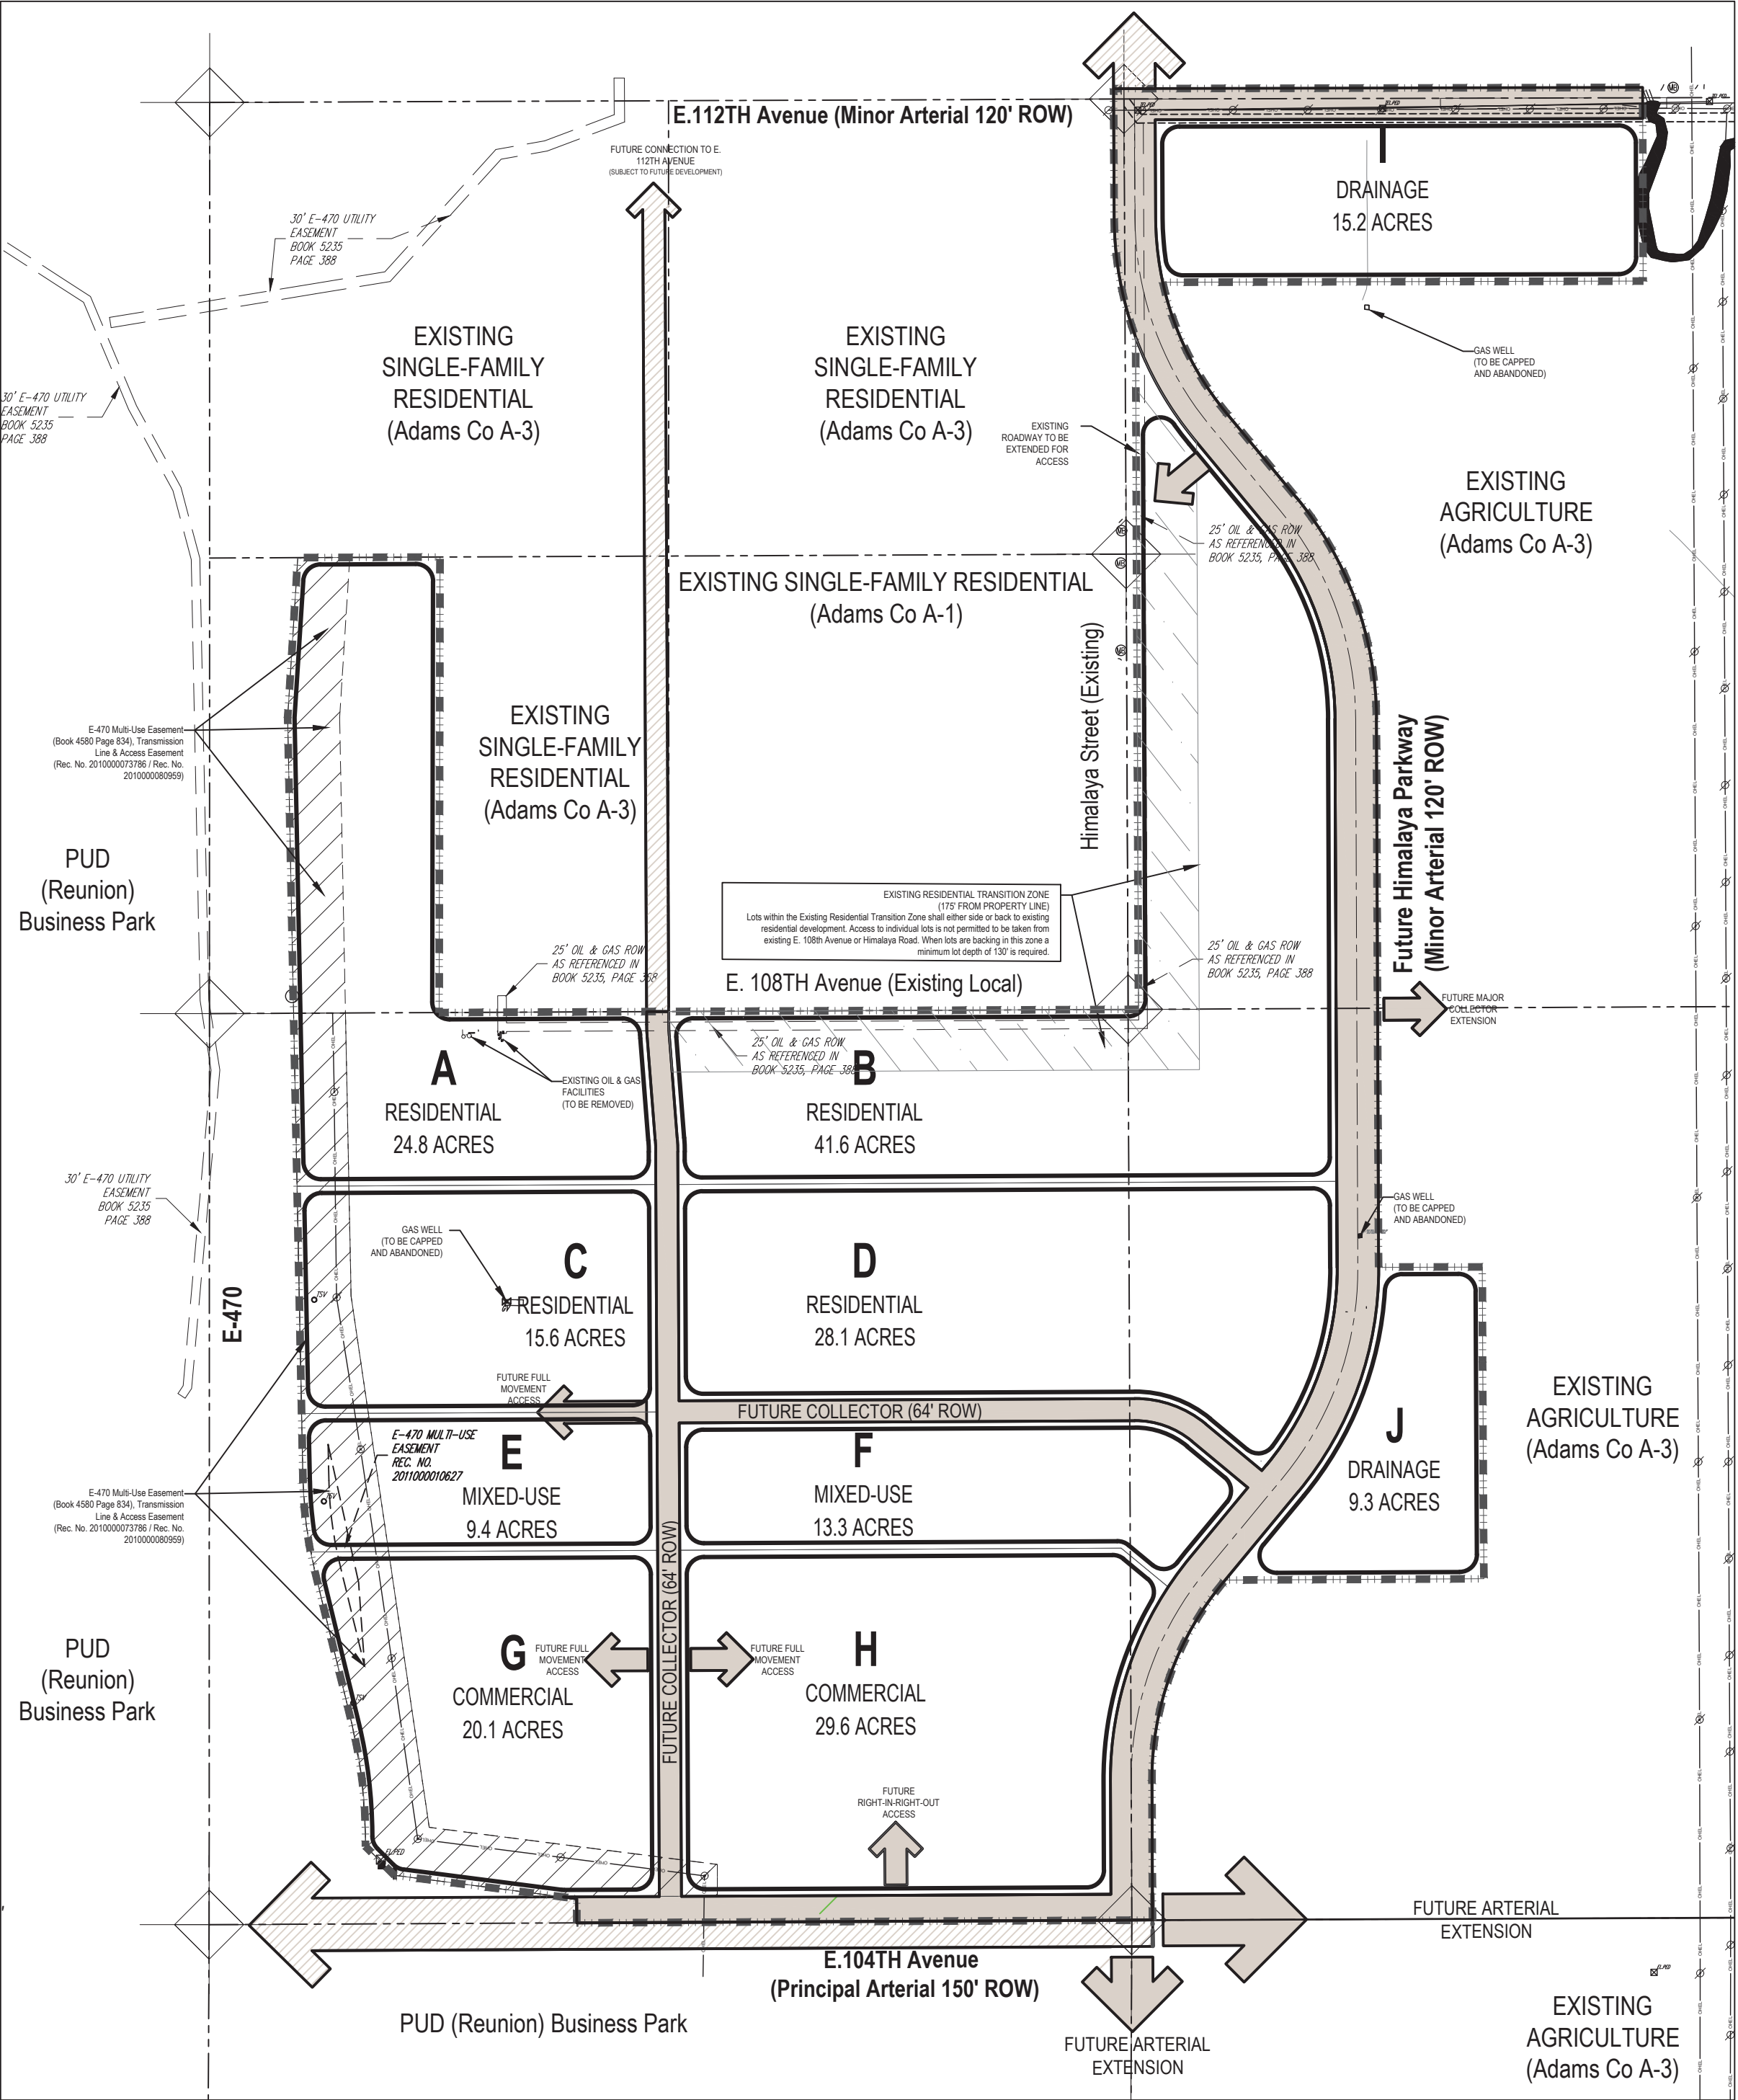 E.112TH Avenue (Minor Arterial 120' ROW)
FUTURE CONNECTION TO E.
112TH AVENUE
(SUBJECT TO FUTURE DEVELOPMENT)
I
DRAINAGE
15.2 ACRES
30' E-470 UTILITY
EASEMENT
BOOK 5235
PAGE 388
GAS WELL
(TO BE CAPPED
AND ABANDONED)
EXISTING
SINGLE-FAMILY
RESIDENTIAL
(Adams Co A-3)
EXISTING
SINGLE-FAMILY
RESIDENTIAL
(Adams Co A-3)
30' E-470 UTILITY
EASEMENT
BOOK 5235
PAGE 388
EXISTING
ROADWAY TO BE
EXTENDED FOR
ACCESS
EXISTING
AGRICULTURE
(Adams Co A-3)
25' OIL & GAS ROW
AS REFERENCED IN
BOOK 5235, PAGE 388
EXISTING SINGLE-FAMILY RESIDENTIAL
(Adams Co A-1)
Himalaya Street (Existing)
E-470 Multi-Use Easement
(Book 4580 Page 834), Transmission
Line & Access Easement
(Rec. No. 2010000073786 / Rec. No.
2010000080959)
EXISTING
SINGLE-FAMILY
RESIDENTIAL
(Adams Co A-3)
Future Himalaya Parkway
(Minor Arterial 120' ROW)
PUD
(Reunion)
Business Park
EXISTING RESIDENTIAL TRANSITION ZONE
(175' FROM PROPERTY LINE)
Lots within the Existing Residential Transition Zone shall either side or back to existing
residential development. Access to individual lots is not permitted to be taken from
existing E. 108th Avenue or Himalaya Road. When lots are backing in this zone a
minimum lot depth of 130' is required.
25' OIL & GAS ROW
AS REFERENCED IN
BOOK 5235, PAGE 368
25' OIL & GAS ROW
AS REFERENCED IN
BOOK 5235, PAGE 388
E. 108TH Avenue (Existing Local)
FUTURE MAJOR
COLLECTOR
EXTENSION
25' OIL & GAS ROW
AS REFERENCED IN
BOOK 5235, PAGE 388
A
RESIDENTIAL
24.8 ACRES
EXISTING OIL & GAS
FACILITIES
(TO BE REMOVED)
B
RESIDENTIAL
41.6 ACRES
30' E-470 UTILITY
EASEMENT
BOOK 5235
PAGE 388
GAS WELL
(TO BE CAPPED
AND ABANDONED)
GAS WELL
(TO BE CAPPED
AND ABANDONED)
C
RESIDENTIAL
15.6 ACRES
D
RESIDENTIAL
28.1 ACRES
TSV
E-470
FUTURE FULL
MOVEMENT
ACCESS
FUTURE COLLECTOR (64' ROW)
EXISTING
AGRICULTURE
(Adams Co A-3)
E-470 MULTI-USE
EASEMENT
REC. NO.
2011000010627
E
MIXED-USE
9.4 ACRES
F
MIXED-USE
13.3 ACRES
J
DRAINAGE
9.3 ACRES
E-470 Multi-Use Easement
(Book 4580 Page 834), Transmission
Line & Access Easement
(Rec. No. 2010000073786 / Rec. No.
2010000080959)
TSV
FUTURE COLLECTOR (64' ROW)
PUD
(Reunion)
Business Park
G
COMMERCIAL
20.1 ACRES
FUTURE FULL
MOVEMENT
ACCESS
FUTURE FULL
MOVEMENT
ACCESS
H
COMMERCIAL
29.6 ACRES
TSV
FUTURE
RIGHT-IN-RIGHT-OUT
ACCESS
ELPED
FUTURE ARTERIAL
EXTENSION
E.104TH Avenue
(Principal Arterial 150' ROW)
PUD (Reunion) Business Park
FUTURE ARTERIAL
EXTENSION
ELPED
EXISTING
AGRICULTURE
(Adams Co A-3)